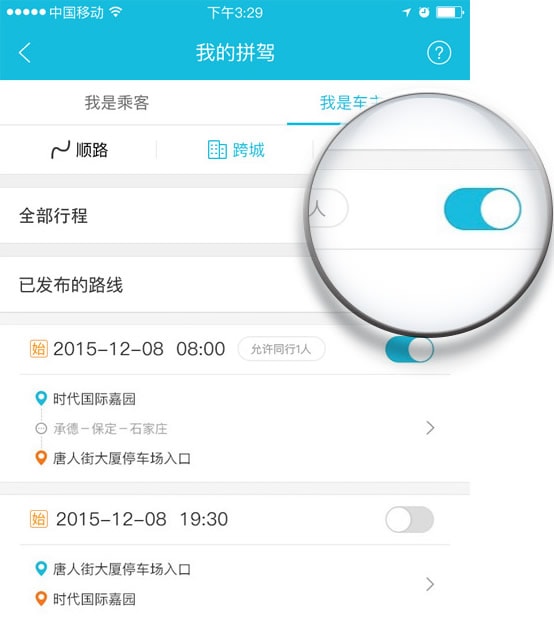 中国移动 下午3:29
我的拼驾 ?
我是乘客 我是车主
顺路 跨城
人
全部行程
已发布的路线
始 2015-12-08 08:00 允许同行1人
时代国际嘉园
承德－保定－石家庄
唐人街大厦停车场入口
始 2015-12-08 19:30
唐人街大厦停车场入口
时代国际嘉园